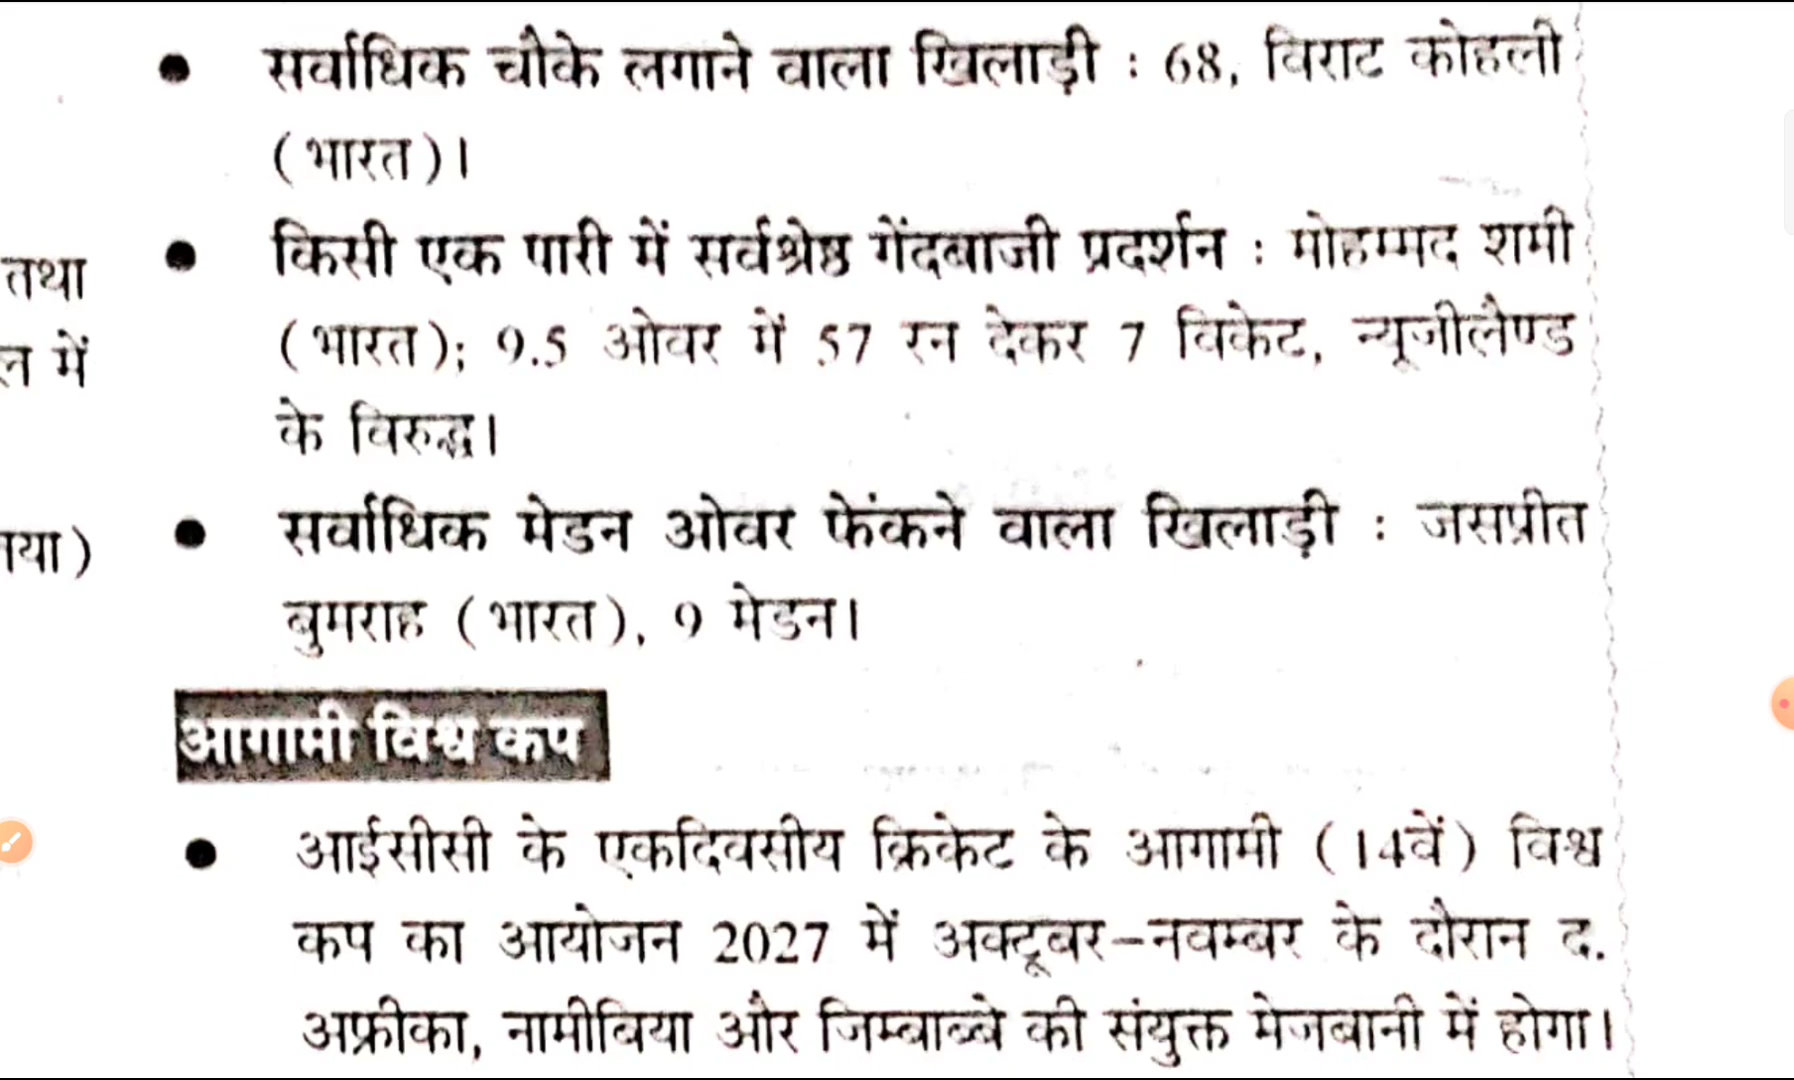 • सर्वाधिक चौके लगाने वाला खिलाड़ी : 68, विराट कोहली
(भारत)।
• किसी एक पारी में सर्वश्रेष्ठ गेंदबाजी प्रदर्शन : मोहम्मद शमी
(भारत); 9.5 ओवर में 57 रन देकर 7 विकेट, न्यूजीलैण्ड
के विरुद्ध।
• सर्वाधिक मेडन ओवर फेंकने वाला खिलाड़ी : जसप्रीत
बुमराह (भारत), 9 मेडन।
आगामी विश्व कप
• आईसीसी के एकदिवसीय क्रिकेट के आगामी (14वें) विश्व
कप का आयोजन 2027 में अक्टूबर-नवम्बर के दौरान द.
अफ्रीका, नामीबिया और जिम्बाब्वे की संयुक्त मेजबानी में होगा।
तथा
में